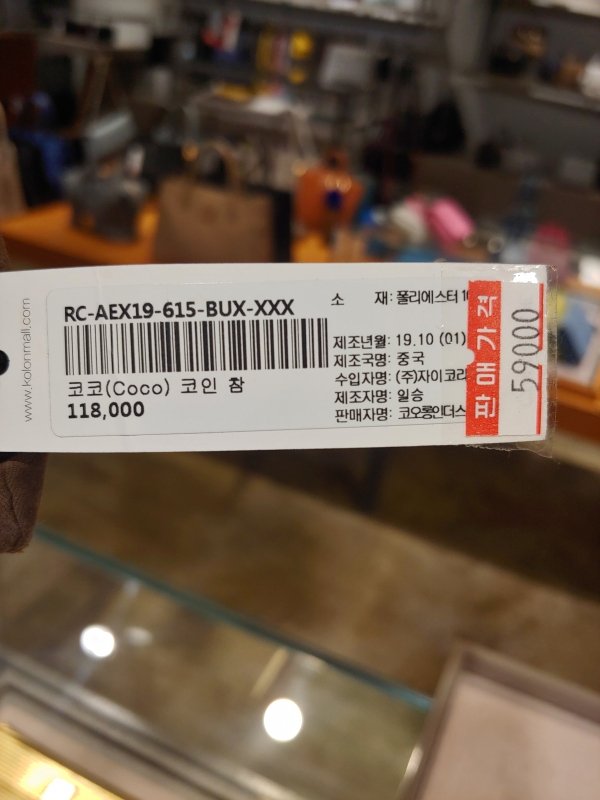 www.kolonmall.com
RC-AEX19-615-BUX-XXX
코코(Coco) 코인 참
118,000
소 재: 폴리에스터
제조년월: 19.10 (01)
제조국명: 중국
수입자명: (주)자이코리
제조자명: 일승
판매자명: 코오롱인더스
판매가격
59000